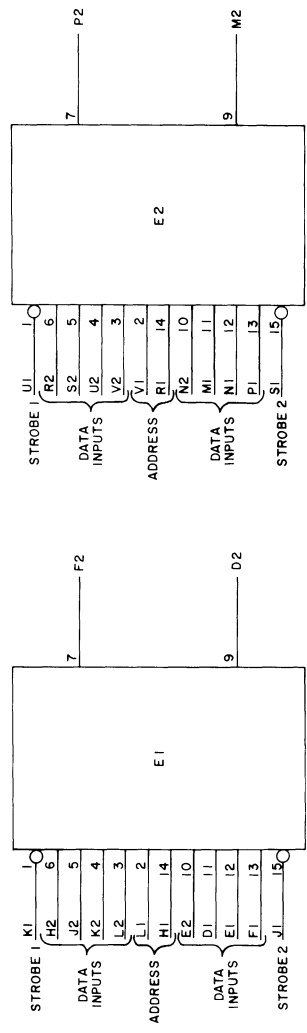 U1 1
STROBE 1
R2 6
S2 5
DATA INPUTS
U2 4
V2 3
7 P2
V1 2
ADDRESS
R1 14
E2
N2 10
M1 11
DATA INPUTS
N1 12
P1 13
9 M2
S1 15
STROBE 2
K1 1
STROBE 1
H2 6
J2 5
DATA INPUTS
K2 4
L2 3
7 F2
L1 2
ADDRESS
H1 14
E1
E2 10
D1 11
DATA INPUTS
E1 12
F1 13
9 D2
J1 15
STROBE 2